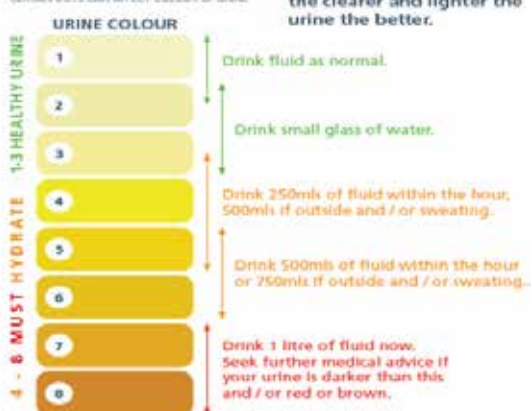 the clearer and lighter the
urine the better.
URINE COLOUR
1-3 HEALTHY URINE
1
Drink fluid as normal.
2
Drink small glass of water.
3
4 - 8 MUST HYDRATE
4
Drink 250mls of fluid within the hour,
500mls if outside and / or sweating.
5
Drink 500mls of fluid within the hour
or 750mls if outside and / or sweating.
6
7
Drink 1 litre of fluid now.
Seek further medical advice if
your urine is darker than this
and / or red or brown.
8